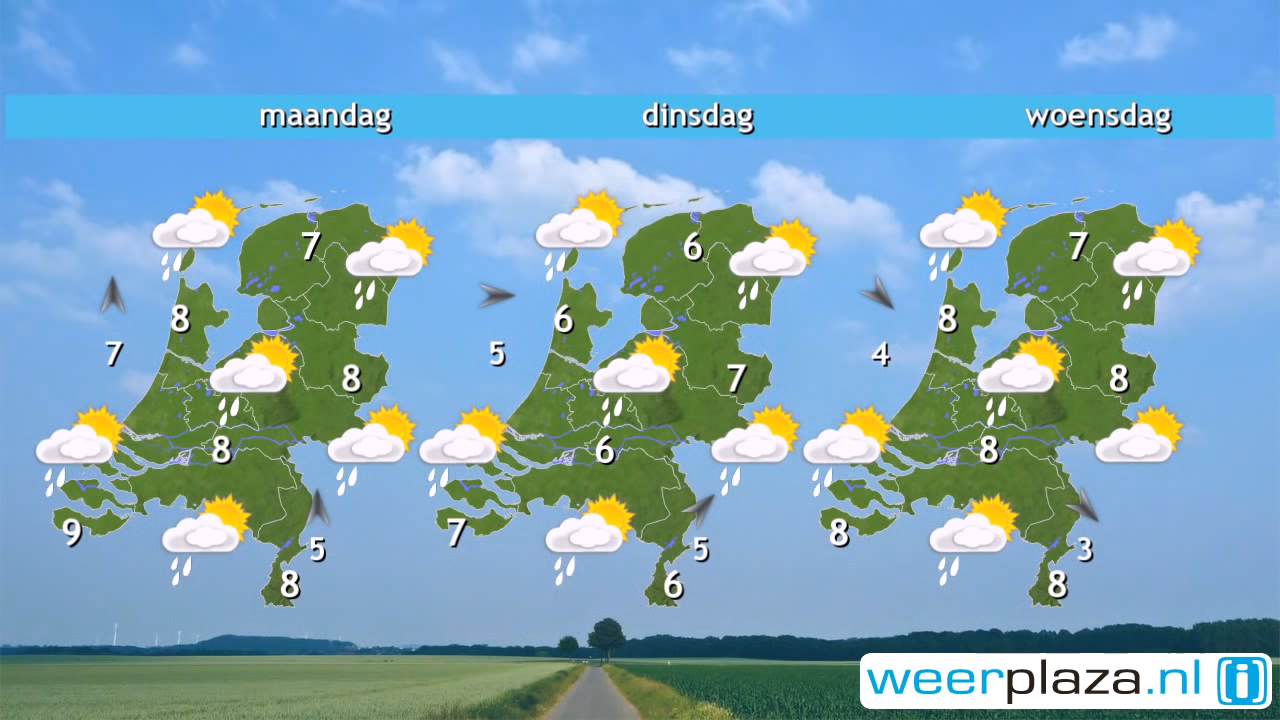 maandag dinsdag woensdag
7 6 7
8 6 8
7 5 4
8 7 8
8 6 8
9 7 8
5 5 3
8 6 8
weerplaza.nl i